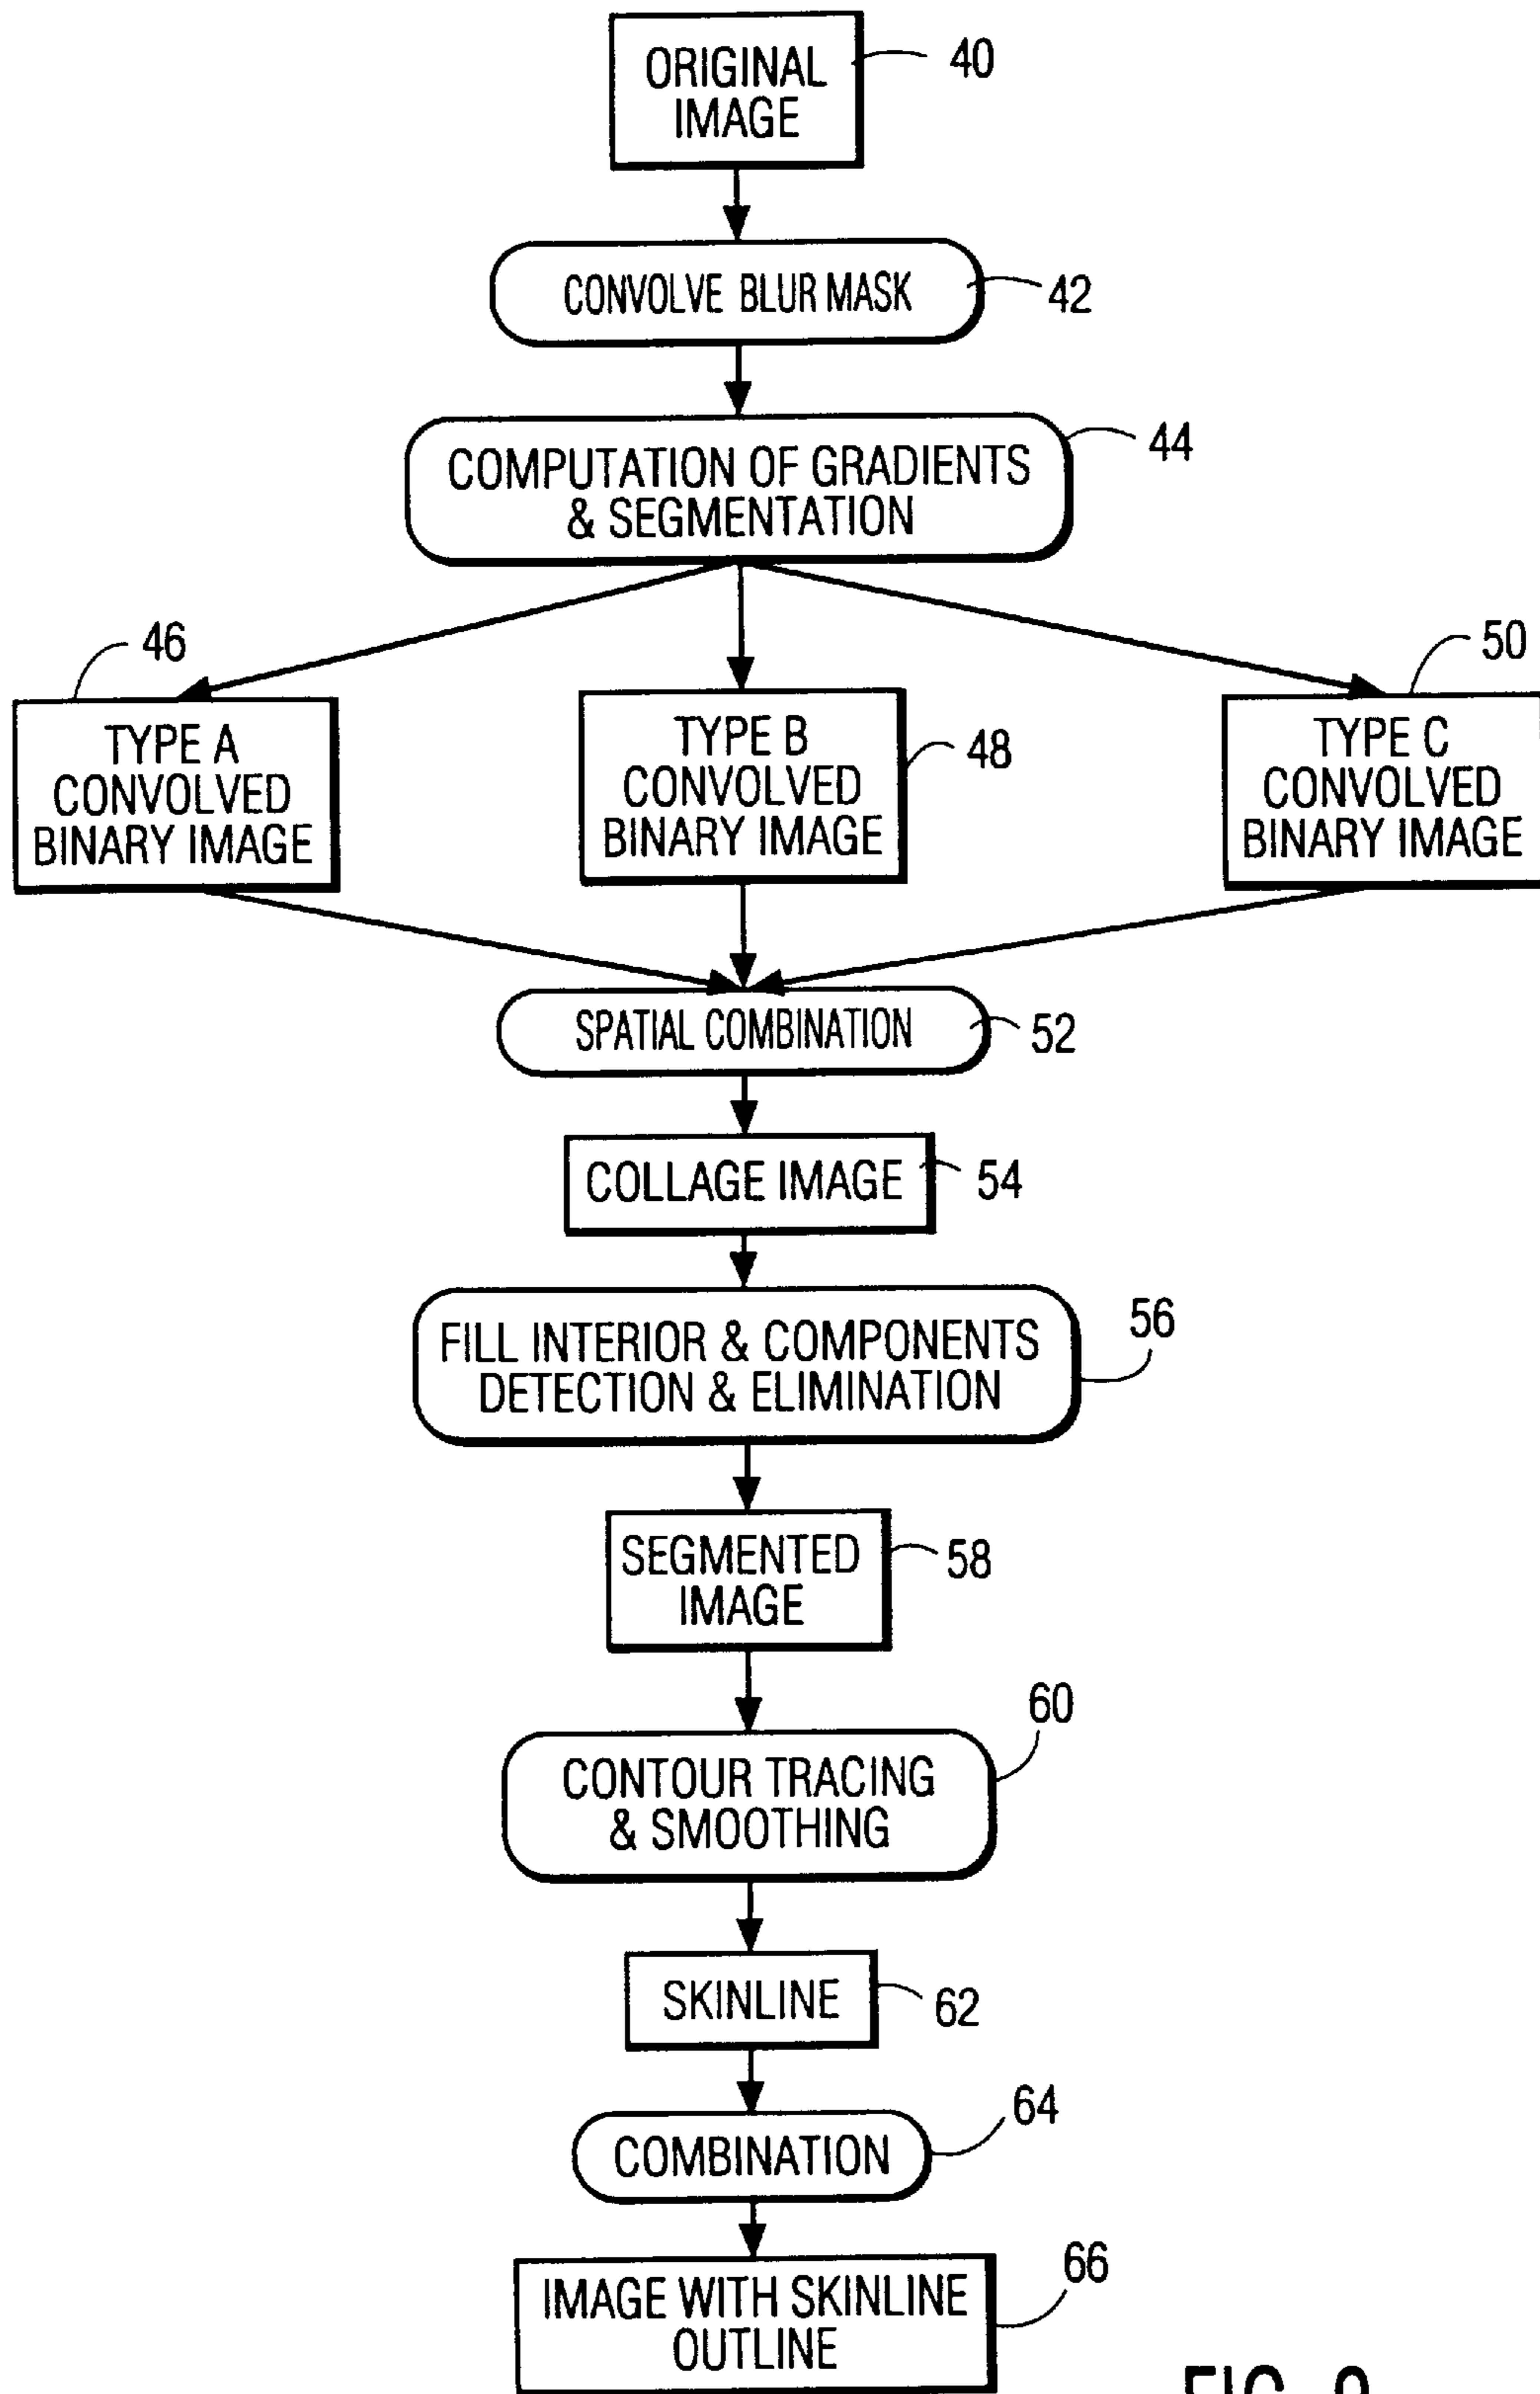 ORIGINAL
IMAGE
40
CONVOLVE BLUR MASK
42
COMPUTATION OF GRADIENTS
& SEGMENTATION
44
46
TYPE A
CONVOLVED
BINARY IMAGE
TYPE B
CONVOLVED
BINARY IMAGE
48
50
TYPE C
CONVOLVED
BINARY IMAGE
SPATIAL COMBINATION
52
COLLAGE IMAGE
54
FILL INTERIOR & COMPONENTS
DETECTION & ELIMINATION
56
SEGMENTED
IMAGE
58
CONTOUR TRACING
& SMOOTHING
60
SKINLINE
62
COMBINATION
64
IMAGE WITH SKINLINE
OUTLINE
66
FIG.